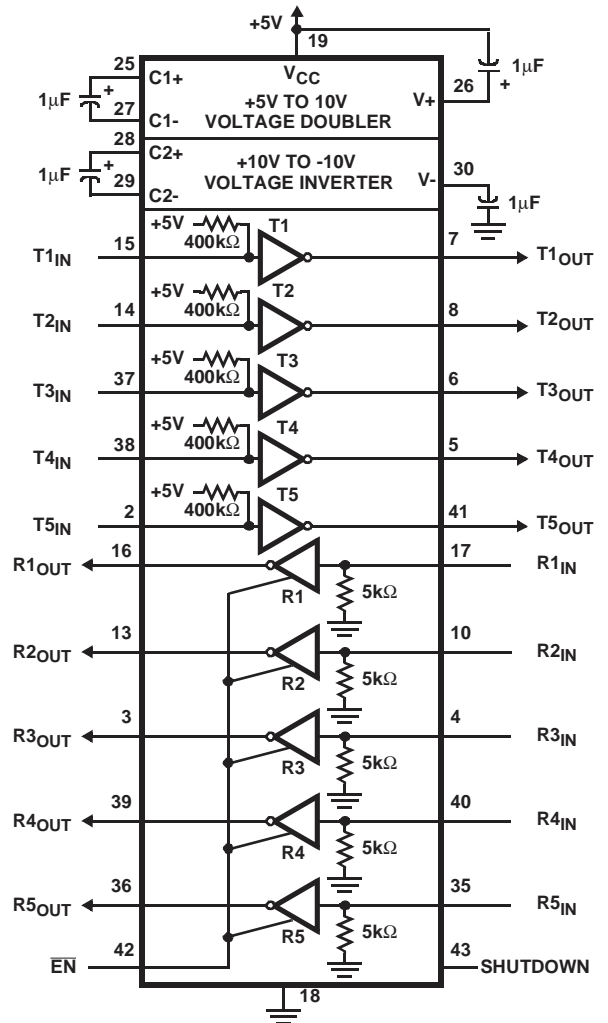 +5V
19
25
C1+
VCC
1μF
+
1μF
+
26
V+
+5V TO 10V
VOLTAGE DOUBLER
27
C1-
28
C2+
1μF
+
+10V TO -10V
VOLTAGE INVERTER
30
V-
29
C2-
1μF
+
+5V
400kΩ
T1
T1IN
15
7
T1OUT
+5V
400kΩ
T2
T2IN
14
8
T2OUT
+5V
400kΩ
T3
T3IN
37
6
T3OUT
+5V
400kΩ
T4
T4IN
38
5
T4OUT
+5V
400kΩ
T5
T5IN
2
41
T5OUT
R1OUT
16
17
R1IN
R1
5kΩ
R2OUT
13
10
R2IN
R2
5kΩ
R3OUT
3
4
R3IN
R3
5kΩ
R4OUT
39
40
R4IN
R4
5kΩ
R5OUT
36
35
R5IN
R5
5kΩ
E̅N̅
42
43
SHUTDOWN
18